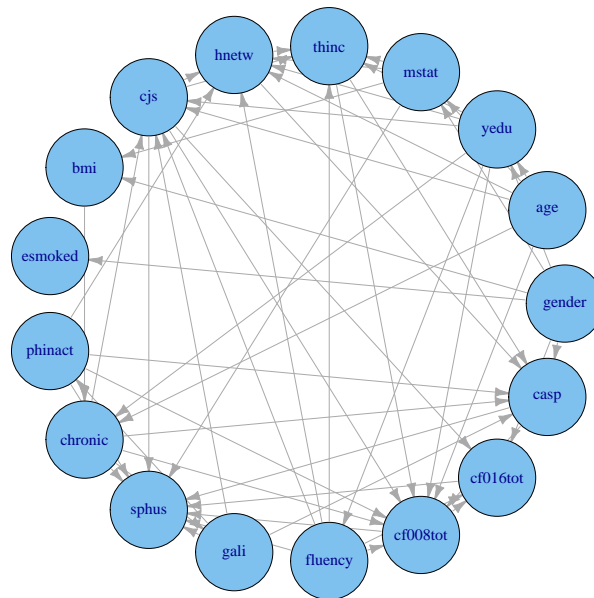 thinc
hnetw
mstat
cjs
yedu
bmi
age
esmoked
gender
phinact
casp
chronic
cf016tot
sphus
cf008tot
gali
fluency